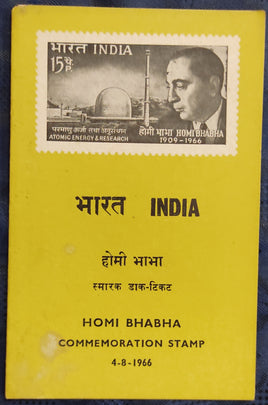 भारत INDIA
15 पै.
P.
परमाणु ऊर्जा तथा अनुसंधान
ATOMIC ENERGY & RESEARCH
होमी भाभा HOMI BHABHA
1909-1966
भारत INDIA
होमी भाभा
स्मारक डाक-टिकट
HOMI BHABHA
COMMEMORATION STAMP
4-8-1966